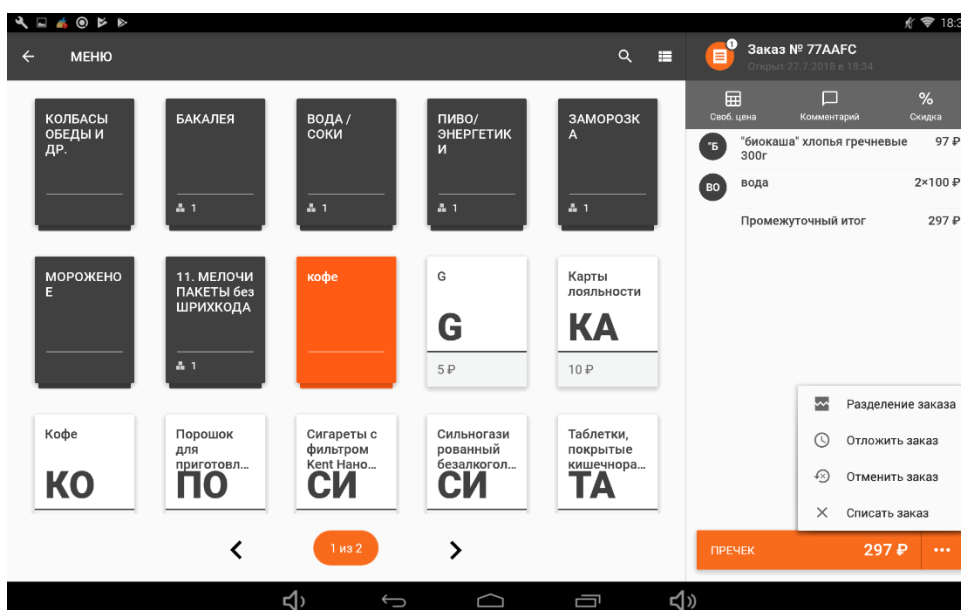 18:3
МЕНЮ
Заказ № 77AAFC
1
Открыт 27.7.2018 в 18:34
Своб. цена
Комментарий
%
Скидка
КОЛБАСЫ
ОБЕДЫ И
ДР.
БАКАЛЕЯ
1
ВОДА /
СОКИ
1
ПИВО/
ЭНЕРГЕТИК
И
1
ЗАМОРОЗК
А
1
"Б
"биокаша" хлопья гречневые
300г
97 ₽
ВО
вода
2×100 ₽
Промежуточный итог
297 ₽
МОРОЖЕНО
Е
11. МЕЛОЧИ
ПАКЕТЫ без
ШРИХКОДА
1
кофе
G
G
5 ₽
Карты
лояльности
КА
10 ₽
Кофе
КО
Порошок
для
приготовл...
ПО
Сигареты с
фильтром
Kent Нано...
СИ
Сильногази
рованный
безалкогол...
СИ
Таблетки,
покрытые
кишечнора...
ТА
Разделение заказа
Отложить заказ
Отменить заказ
Списать заказ
1 из 2
ПРЕЧЕК
297 ₽